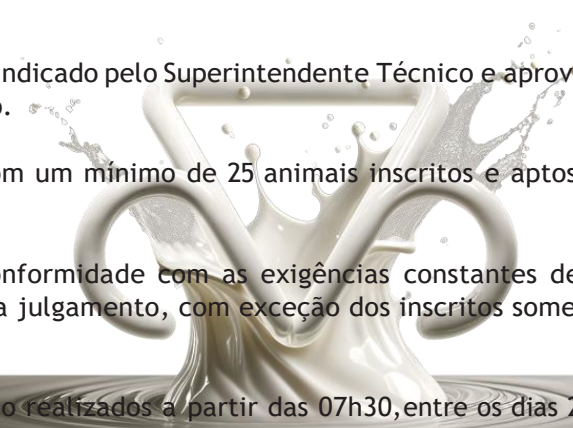 ndicado pelo Superintendente Técnico e aprov
o.
om um mínimo de 25 animais inscritos e aptos
onformidade com as exigências constantes de
a julgamento, com exceção dos inscritos some
o realizados a partir das 07h30,entre os dias 2